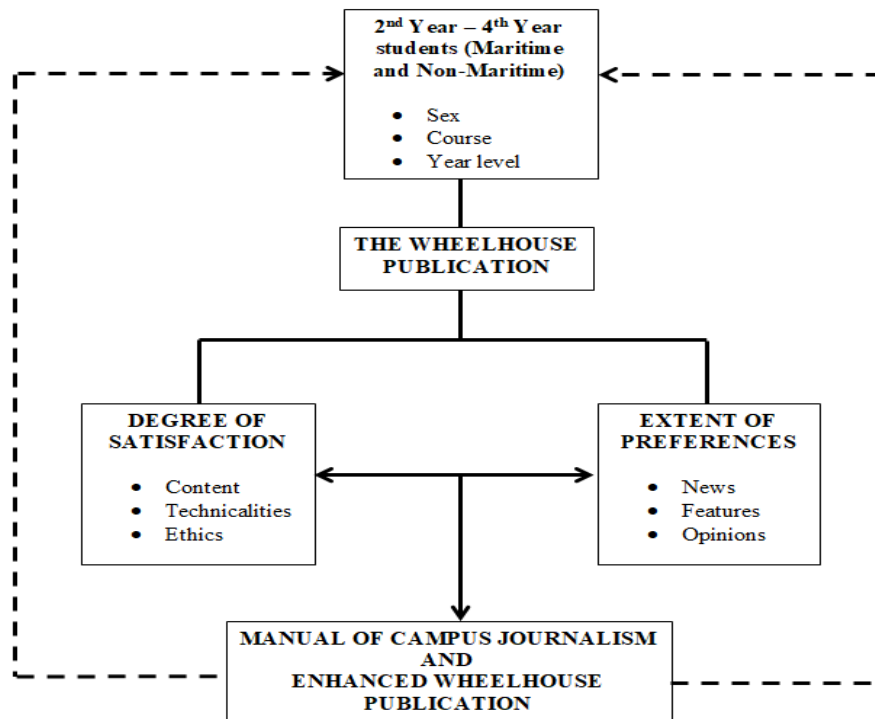 2nd Year – 4th Year
students (Maritime
and Non-Maritime)
• Sex
• Course
• Year level
THE WHEELHOUSE
PUBLICATION
DEGREE OF
SATISFACTION
• Content
• Technicalities
• Ethics
EXTENT OF
PREFERENCES
• News
• Features
• Opinions
MANUAL OF CAMPUS JOURNALISM
AND
ENHANCED WHEELHOUSE
PUBLICATION